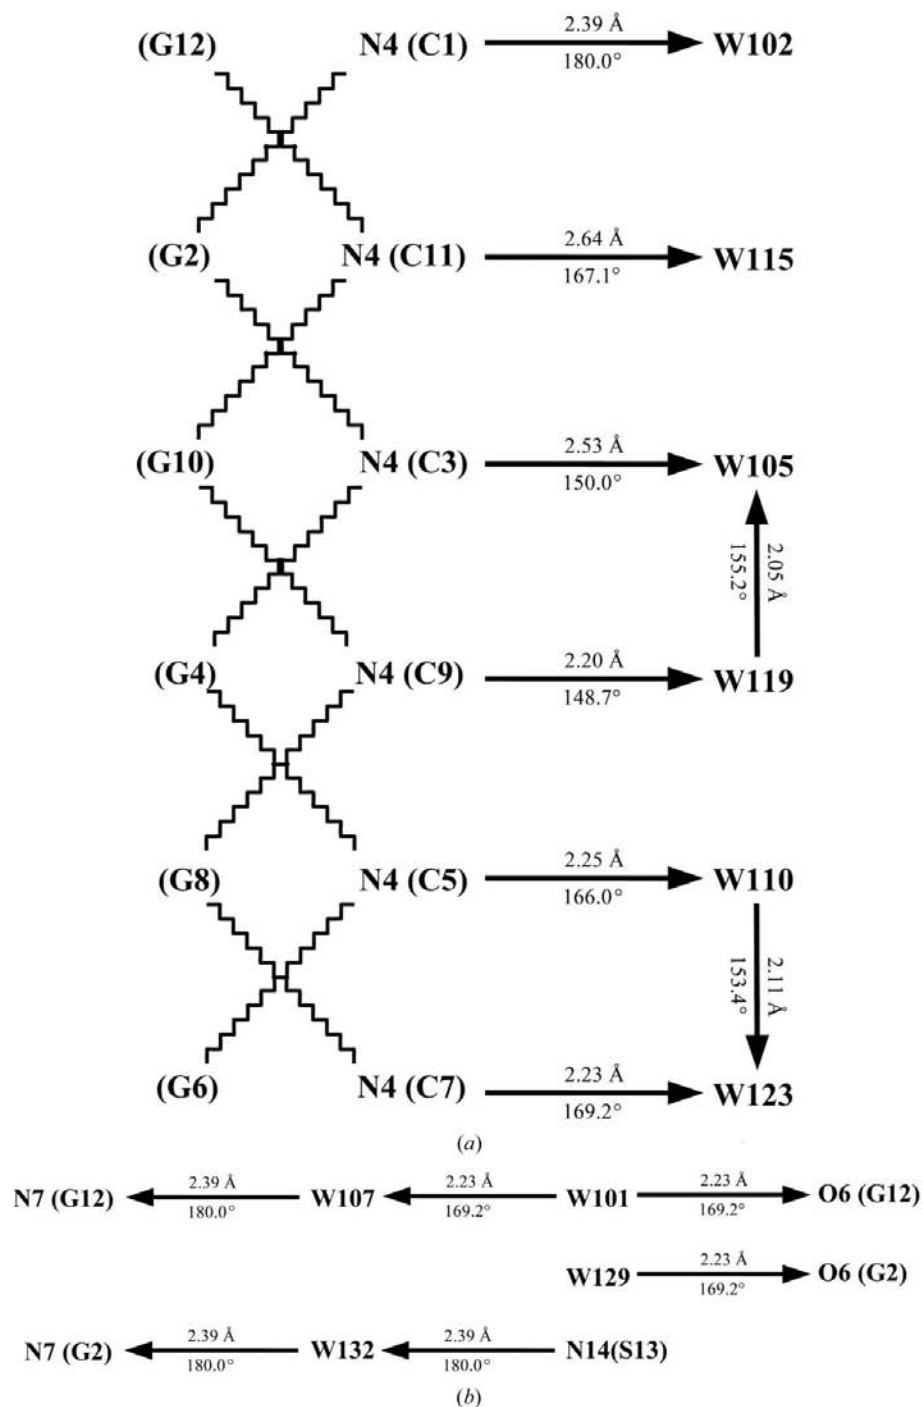 (G12) N4 (C1) 2.39 Å 180.0° W102
(G2) N4 (C11) 2.64 Å 167.1° W115
(G10) N4 (C3) 2.53 Å 150.0° W105
2.05 Å
155.2°
(G4) N4 (C9) 2.20 Å 148.7° W119
(G8) N4 (C5) 2.25 Å 166.0° W110
2.11 Å
153.4°
(G6) N4 (C7) 2.23 Å 169.2° W123
(a)
N7 (G12) 2.39 Å 180.0° W107 2.23 Å 169.2° W101 2.23 Å 169.2° O6 (G12)
W129 2.23 Å 169.2° O6 (G2)
N7 (G2) 2.39 Å 180.0° W132 2.39 Å 180.0° N14(S13)
(b)